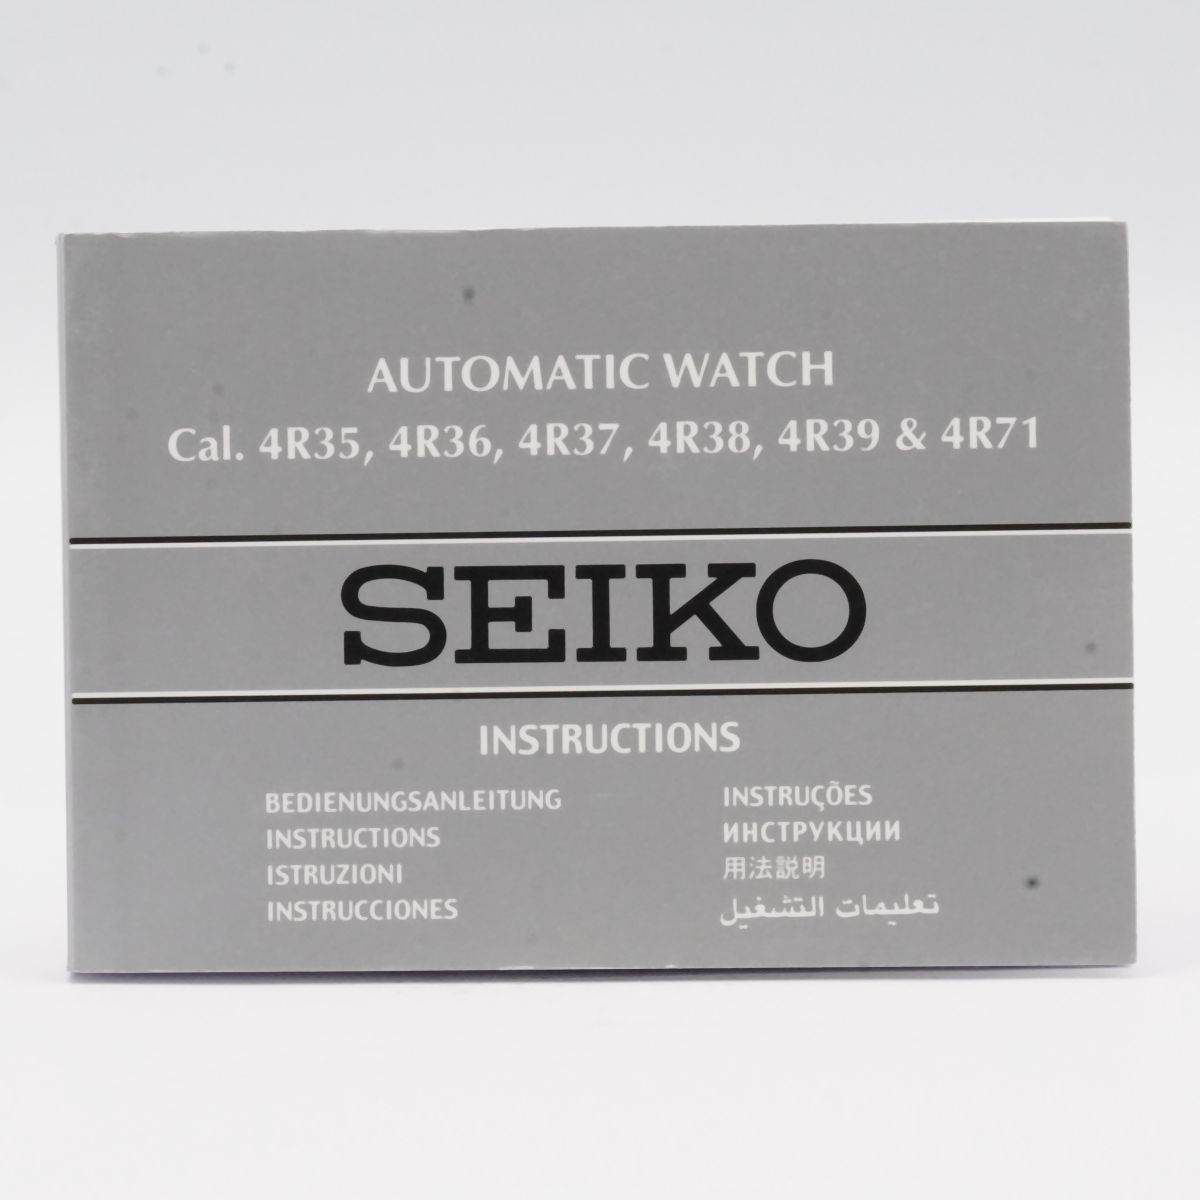 AUTOMATIC WATCH
Cal. 4R35, 4R36, 4R37, 4R38, 4R39 & 4R71
SEIKO
INSTRUCTIONS
BEDIENUNGSANLEITUNG
INSTRUCTIONS
ISTRUZIONI
INSTRUCCIONES
INSTRUÇÕES
ИНСТРУКЦИИ
用法説明
تعليمات التشغيل